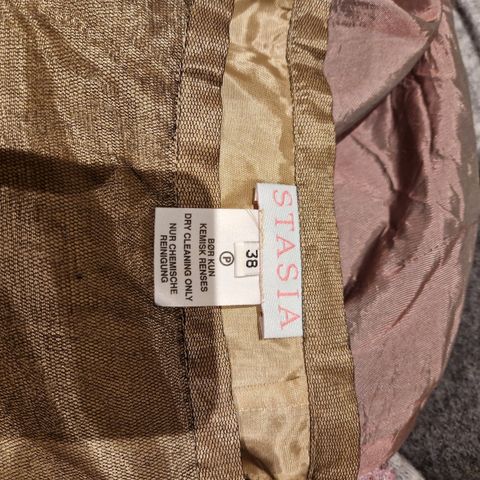 STASIA
38
P
BØR KUN
KEMISK RENSES
DRY CLEANING ONLY
NUR CHEMISCHE
REINIGUNG